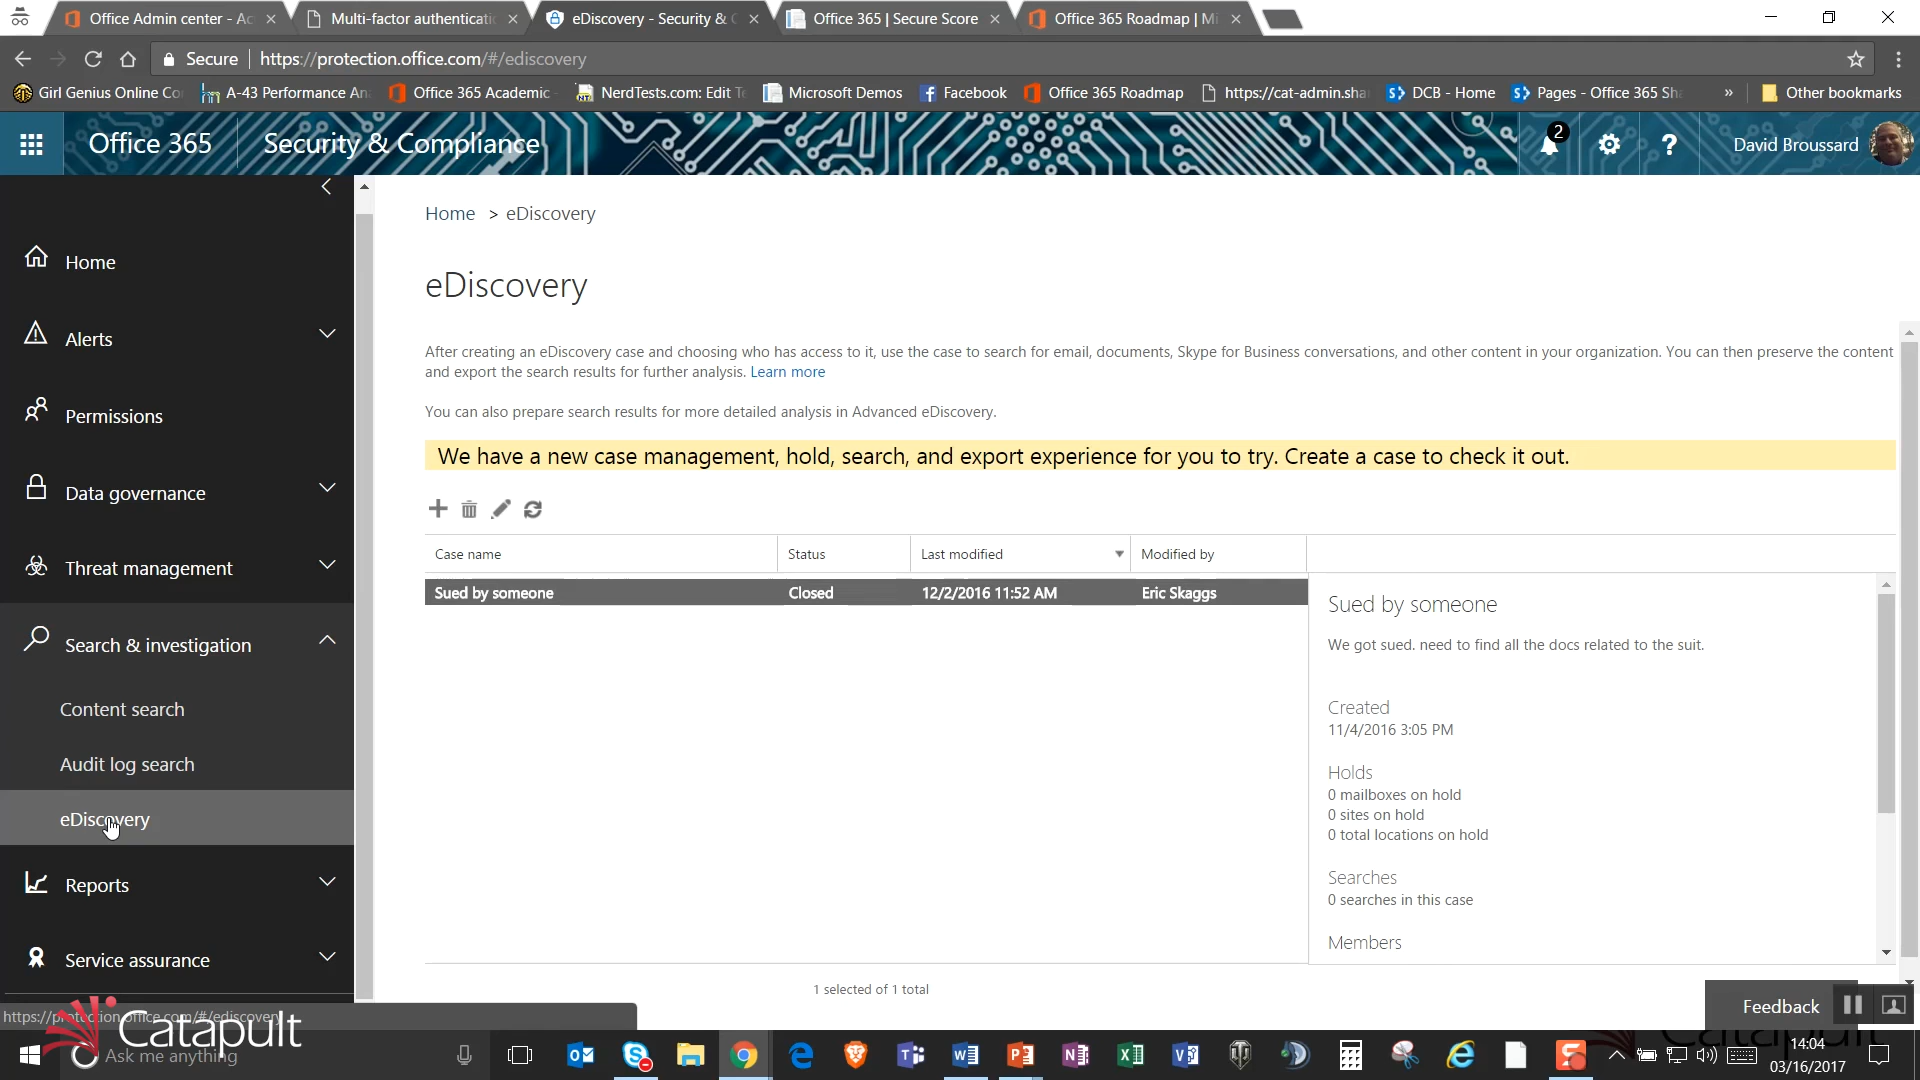 Office Admin center - Ac
Multi-factor authenticati
eDiscovery - Security & C
Office 365 | Secure Score
Office 365 Roadmap | Mi
Secure
https://protection.office.com/#/ediscovery
Girl Genius Online Co
A-43 Performance An
Office 365 Academic
NerdTests.com: Edit Te
Microsoft Demos
Facebook
Office 365 Roadmap
https://cat-admin.sha
DCB - Home
Pages - Office 365 Sha
»
Other bookmarks
Office 365
Security & Compliance
2
?
David Broussard
Home
Alerts
Permissions
Data governance
Threat management
Search & investigation
Content search
Audit log search
eDiscovery
Reports
Service assurance
Home > eDiscovery
eDiscovery
After creating an eDiscovery case and choosing who has access to it, use the case to search for email, documents, Skype for Business conversations, and other content in your organization. You can then preserve the content
and export the search results for further analysis. Learn more
You can also prepare search results for more detailed analysis in Advanced eDiscovery.
We have a new case management, hold, search, and export experience for you to try. Create a case to check it out.
Case name Status Last modified Modified by
Sued by someone Closed 12/2/2016 11:52 AM Eric Skaggs
Sued by someone
We got sued. need to find all the docs related to the suit.
Created
11/4/2016 3:05 PM
Holds
0 mailboxes on hold
0 sites on hold
0 total locations on hold
Searches
0 searches in this case
Members
1 selected of 1 total
Feedback
https://protection.office.com/#/ediscovery
Catapult
Ask me anything
Catapult
14:04
03/16/2017